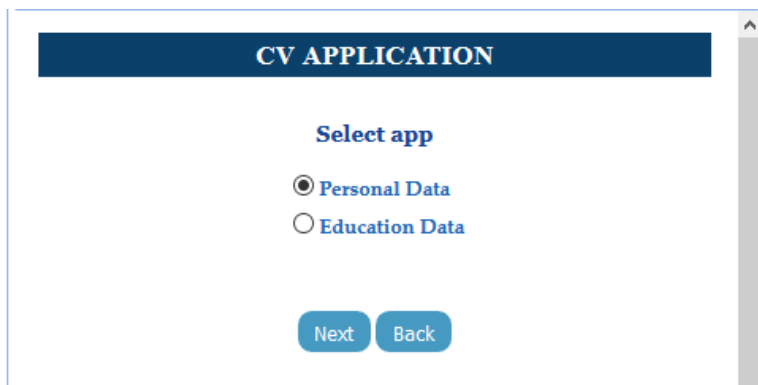 CV APPLICATION
Select app
Personal Data
Education Data
Next Back